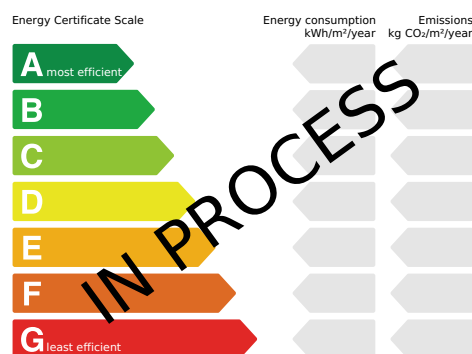 Energy Certificate Scale
Energy consumption
kWh/m²/year
Emissions
kg CO₂/m²/year
A most efficient
B
C
D
E
F
G least efficient
IN PROCESS